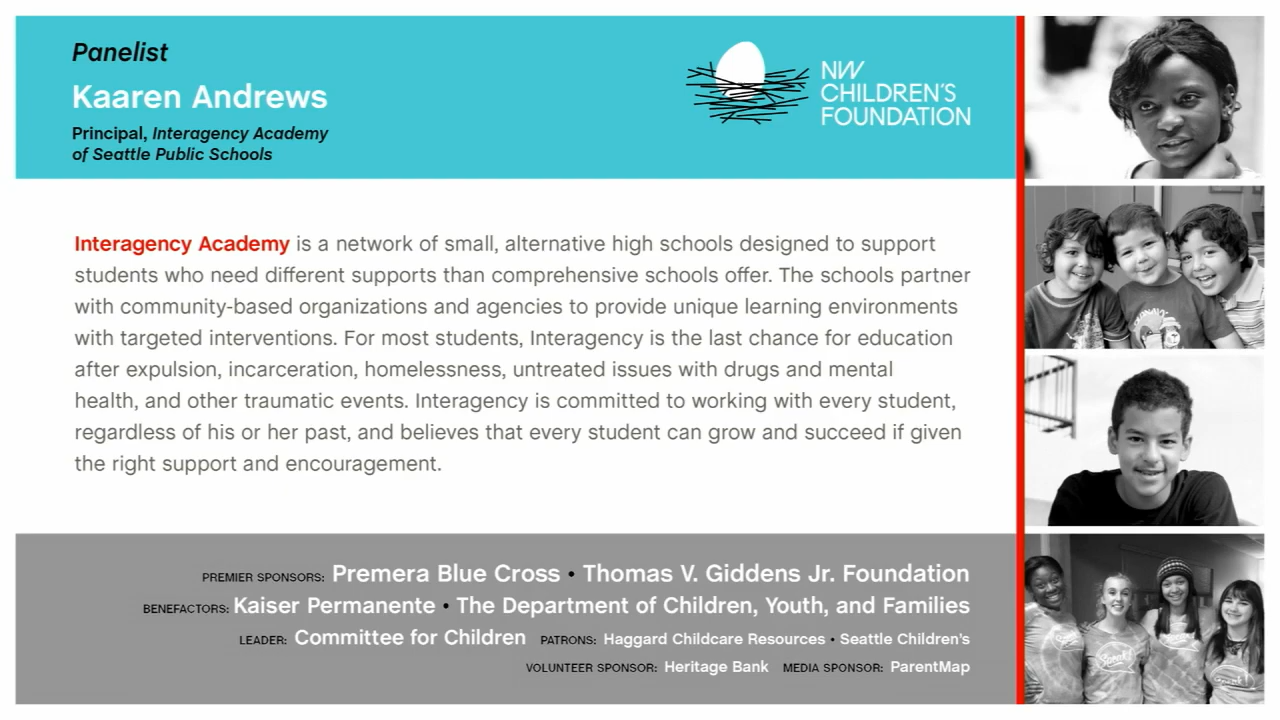 Panelist
Kaaren Andrews
Principal, Interagency Academy
of Seattle Public Schools
NW
CHILDREN'S
FOUNDATION
Interagency Academy is a network of small, alternative high schools designed to support
students who need different supports than comprehensive schools offer. The schools partner
with community-based organizations and agencies to provide unique learning environments
with targeted interventions. For most students, Interagency is the last chance for education
after expulsion, incarceration, homelessness, untreated issues with drugs and mental
health, and other traumatic events. Interagency is committed to working with every student,
regardless of his or her past, and believes that every student can grow and succeed if given
the right support and encouragement.
PREMIER SPONSORS: Premera Blue Cross • Thomas V. Giddens Jr. Foundation
BENEFACTORS: Kaiser Permanente • The Department of Children, Youth, and Families
LEADER: Committee for Children PATRONS: Haggard Childcare Resources • Seattle Children's
VOLUNTEER SPONSOR: Heritage Bank MEDIA SPONSOR: ParentMap